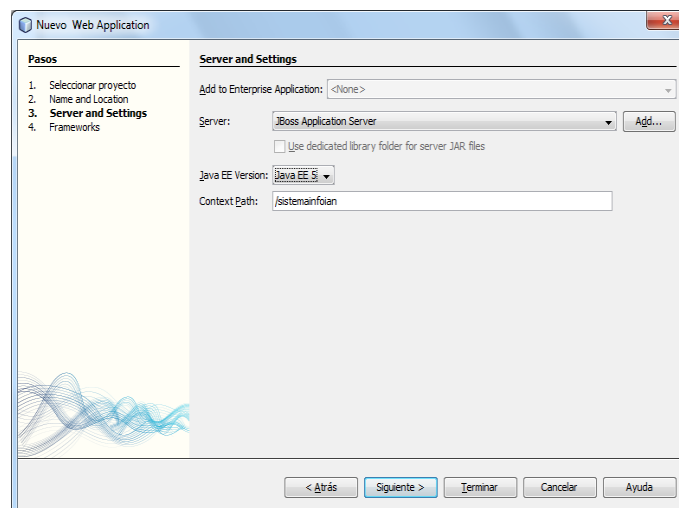 Nuevo Web Application
X
Pasos
1. Seleccionar proyecto
2. Name and Location
3. Server and Settings
4. Frameworks
Server and Settings
Add to Enterprise Application: <None>
Server: JBoss Application Server Add...
Use dedicated library folder for server JAR files
Java EE Version: Java EE 5
Context Path: /sistemainfoian
< Atrás Siguiente > Terminar Cancelar Ayuda